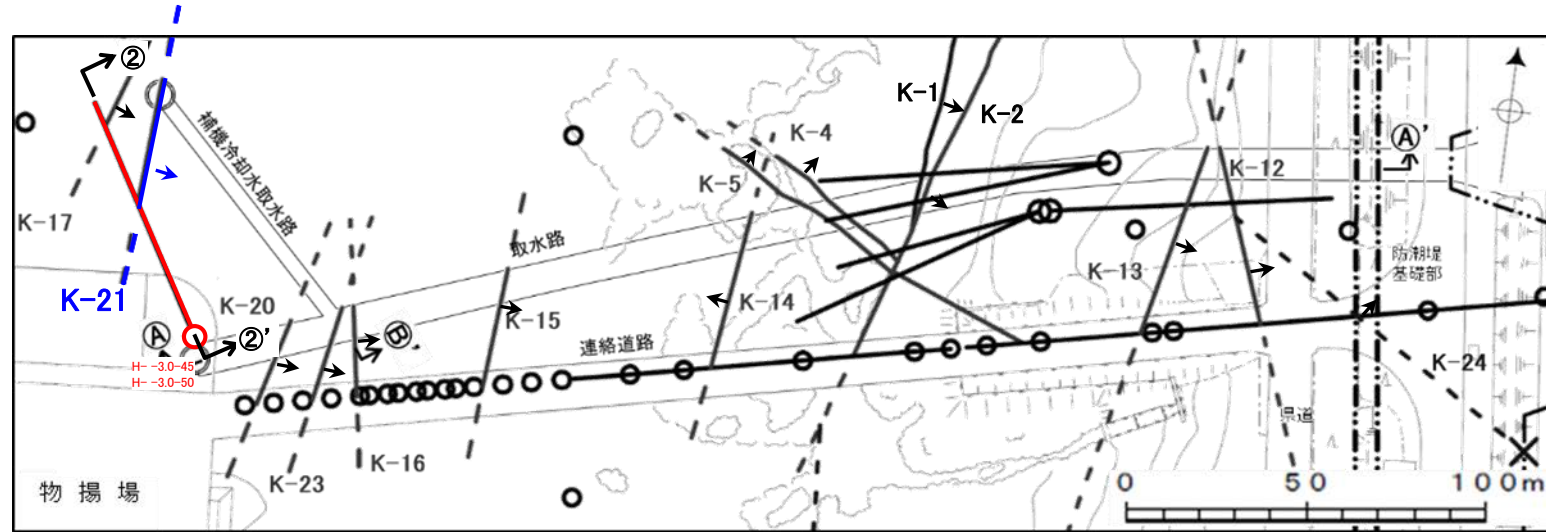 ②'
K-1
K-2
K-4
K-5
K-12
Ⓐ'
補機冷却水取水路
K-17
取水路
防潮堤
基礎部
K-13
K-21
K-20
K-14
K-15
Ⓐ
②'
Ⓑ'
連絡道路
H- -3.0-45
H- -3.0-50
K-24
県道
K-16
K-23
物揚場
0 50 100m